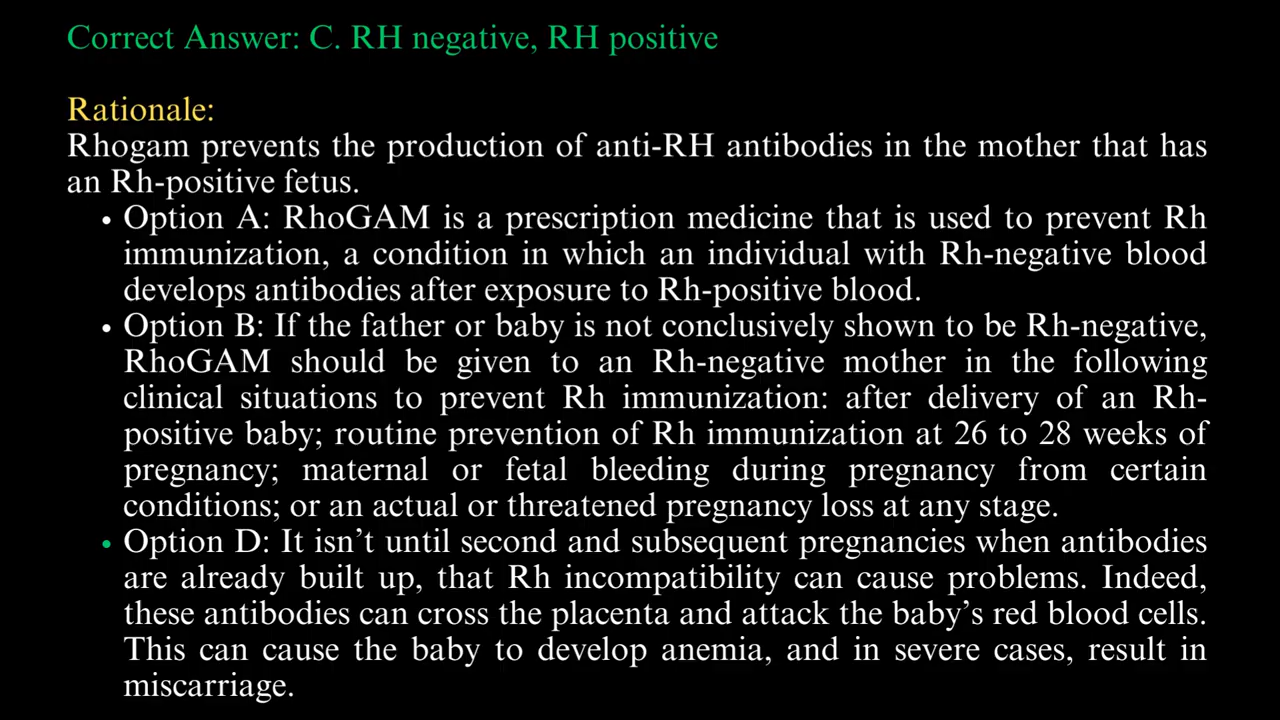 Correct Answer: C. RH negative, RH positive
Rationale:
Rhogam prevents the production of anti-RH antibodies in the mother that has
an Rh-positive fetus.
• Option A: RhoGAM is a prescription medicine that is used to prevent Rh
immunization, a condition in which an individual with Rh-negative blood
develops antibodies after exposure to Rh-positive blood.
• Option B: If the father or baby is not conclusively shown to be Rh-negative,
RhoGAM should be given to an Rh-negative mother in the following
clinical situations to prevent Rh immunization: after delivery of an Rh-
positive baby; routine prevention of Rh immunization at 26 to 28 weeks of
pregnancy; maternal or fetal bleeding during pregnancy from certain
conditions; or an actual or threatened pregnancy loss at any stage.
• Option D: It isn’t until second and subsequent pregnancies when antibodies
are already built up, that Rh incompatibility can cause problems. Indeed,
these antibodies can cross the placenta and attack the baby’s red blood cells.
This can cause the baby to develop anemia, and in severe cases, result in
miscarriage.